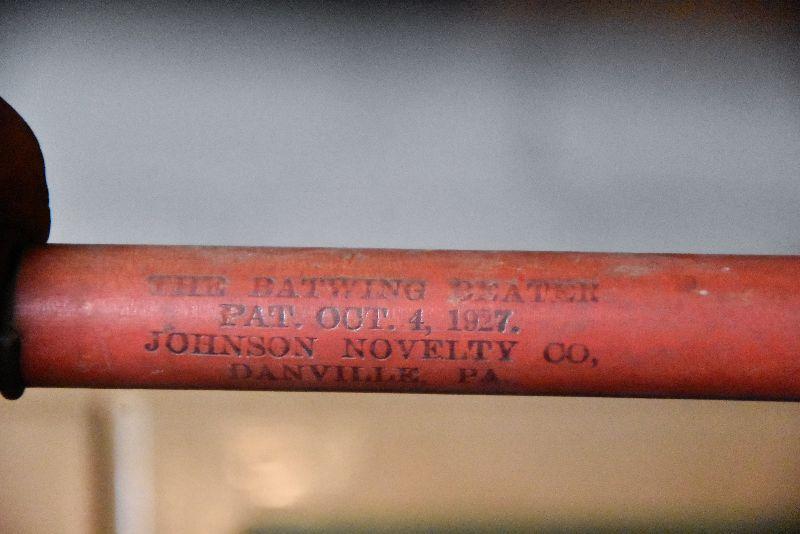 THE BATWING BEATER
PAT. OCT. 4, 1927.
JOHNSON NOVELTY CO,
DANVILLE, PA.